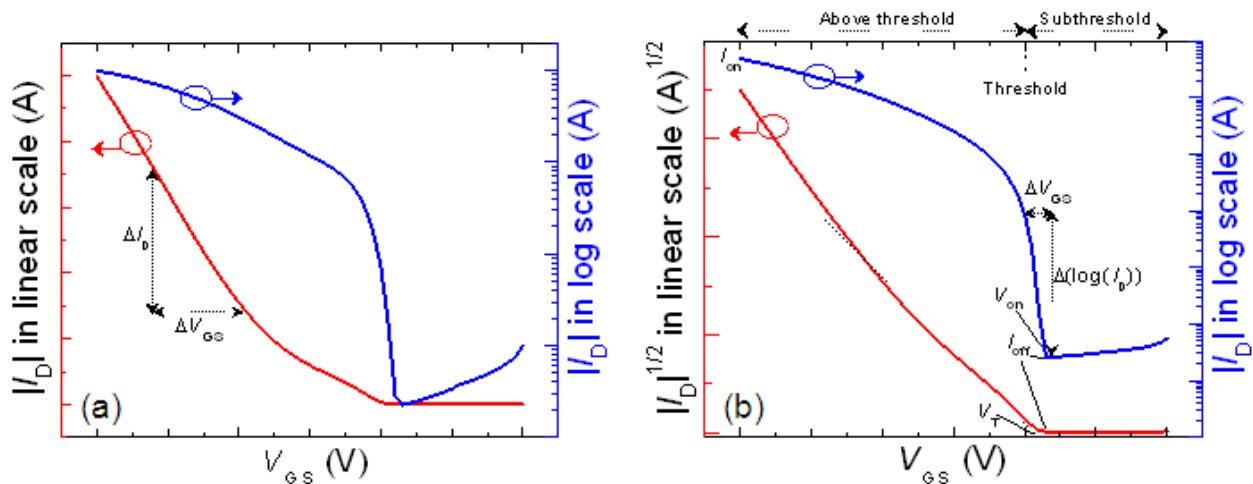 |I_D| in linear scale (A)
ΔI_D
ΔV_GS
(a)
V_GS (V)
|I_D| in log scale (A)
Above threshold
Subthreshold
|I_D|^1/2 in linear scale (A)^1/2
I_on
Threshold
ΔV_GS
Δ(log(I_D))
V_on
I_off
V_T
(b)
V_GS (V)
|I_D| in log scale (A)